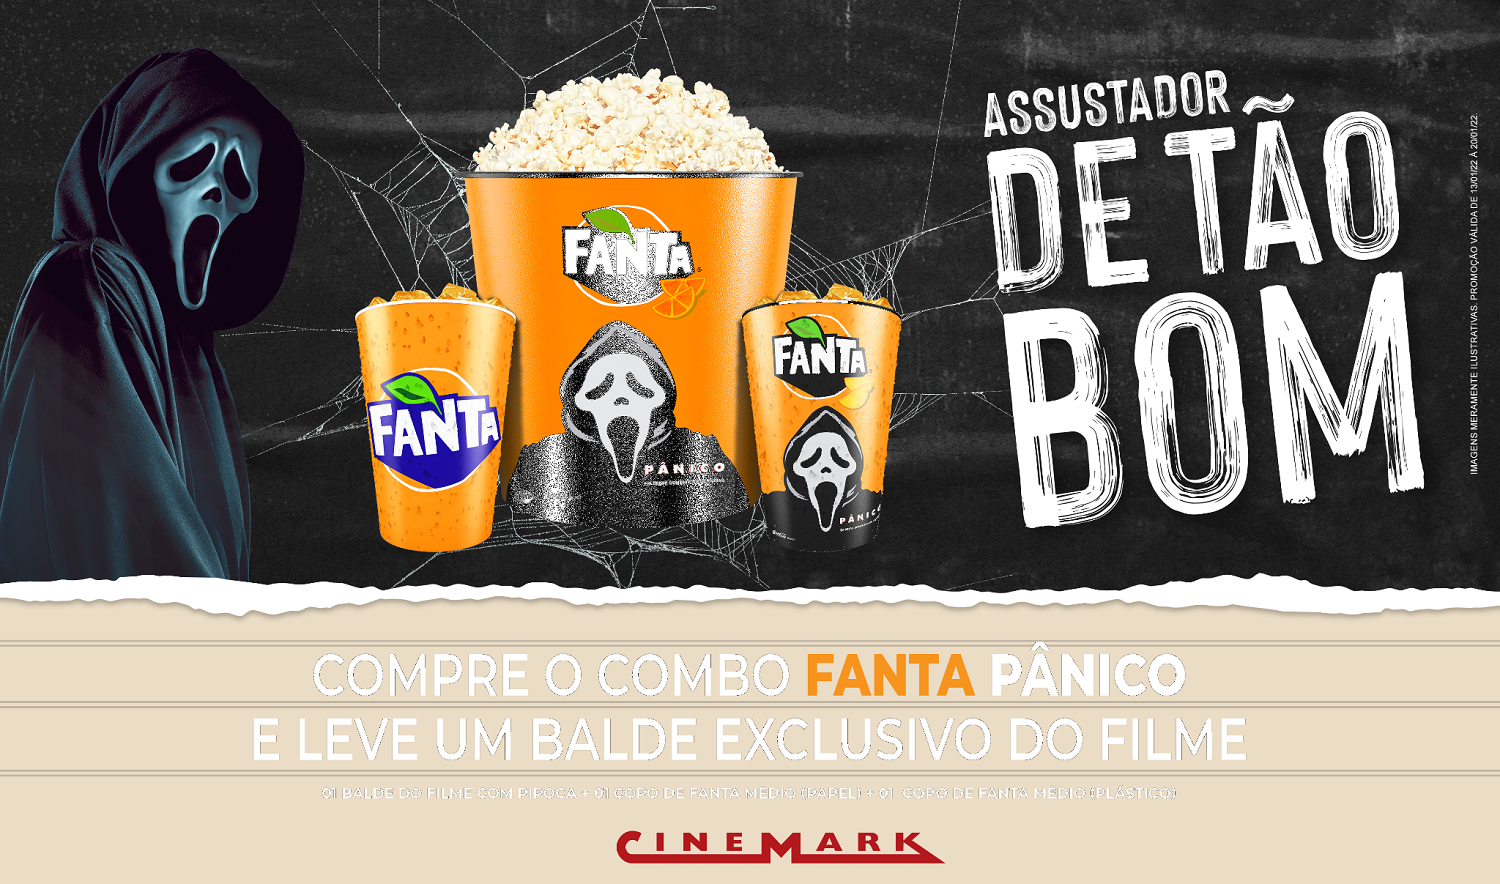 ASSUSTADOR
DE TÃO
BOM
IMAGENS MERAMENTE ILUSTRATIVAS. PROMOÇÃO VÁLIDA DE 13/01/22 À 20/01/22
FANTA
PÂNICO
FANTA
FANTA
PÂNICO
COMPRE O COMBO FANTA PÂNICO
E LEVE UM BALDE EXCLUSIVO DO FILME
01 BALDE DO FILME COM PIPOCA + 01 COPO DE FANTA MÉDIO (PAPEL) + 01 COPO DE FANTA MÉDIO (PLÁSTICO)
CINEMARK